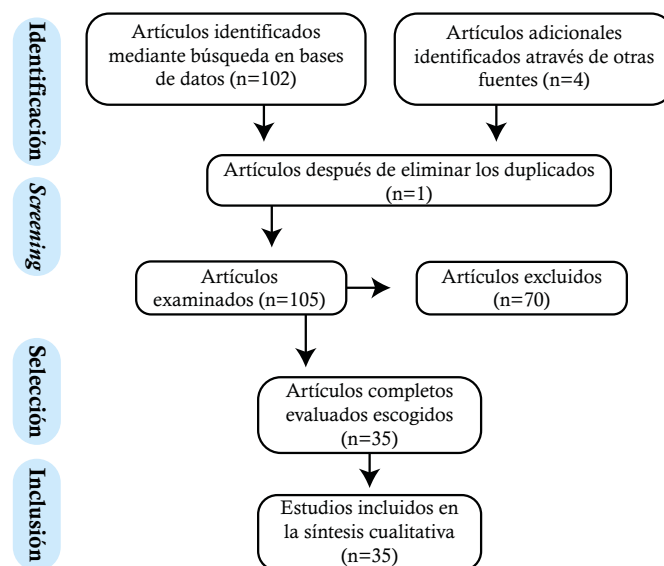 Identificación
Artículos identificados
mediante búsqueda en bases
de datos (n=102)
Artículos adicionales
identificados através de otras
fuentes (n=4)
Screening
Artículos después de eliminar los duplicados
(n=1)
Artículos
examinados (n=105)
Artículos excluidos
(n=70)
Selección
Artículos completos
evaluados escogidos
(n=35)
Inclusión
Estudios incluidos en
la síntesis cualitativa
(n=35)